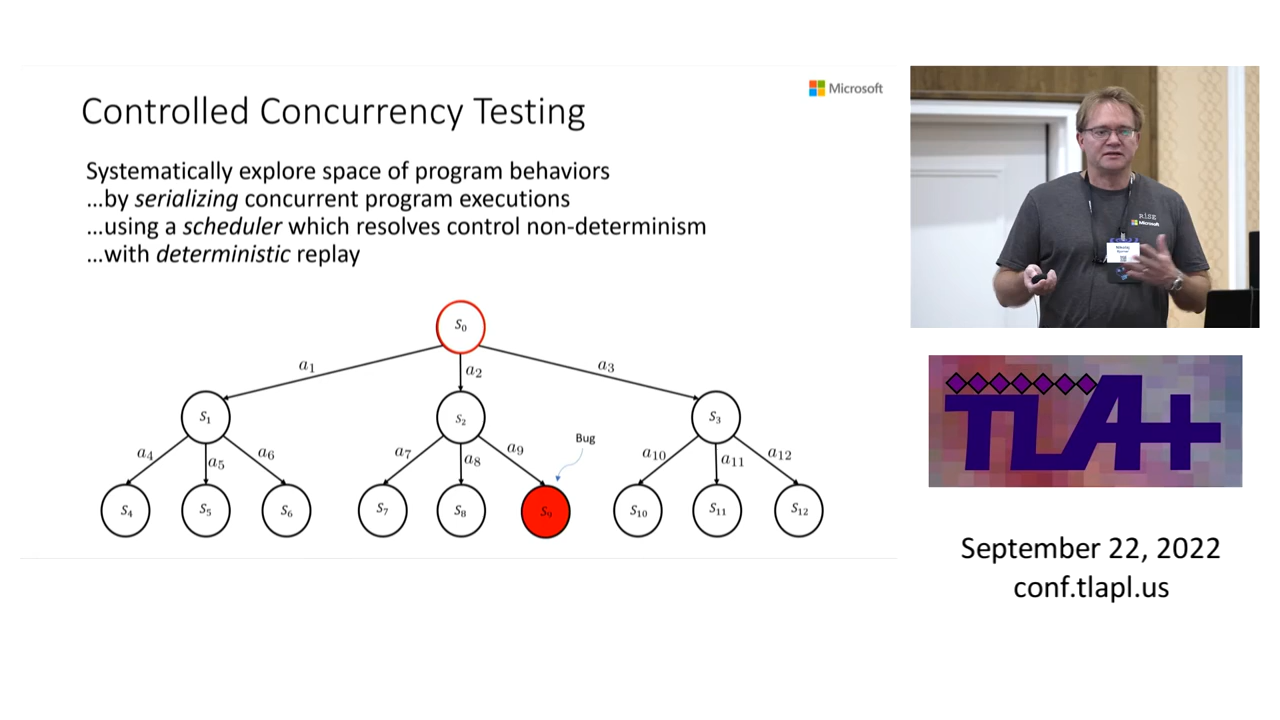 Microsoft
Controlled Concurrency Testing
Systematically explore space of program behaviors
...by serializing concurrent program executions
...using a scheduler which resolves control non-determinism
...with deterministic replay
S0
a1
a2
a3
S1
S2
S3
a4
a5
a6
a7
a8
a9
Bug
a10
a11
a12
S4
S5
S6
S7
S8
S9
S10
S11
S12
RiSE
Microsoft
TLA+
September 22, 2022
conf.tlapl.us